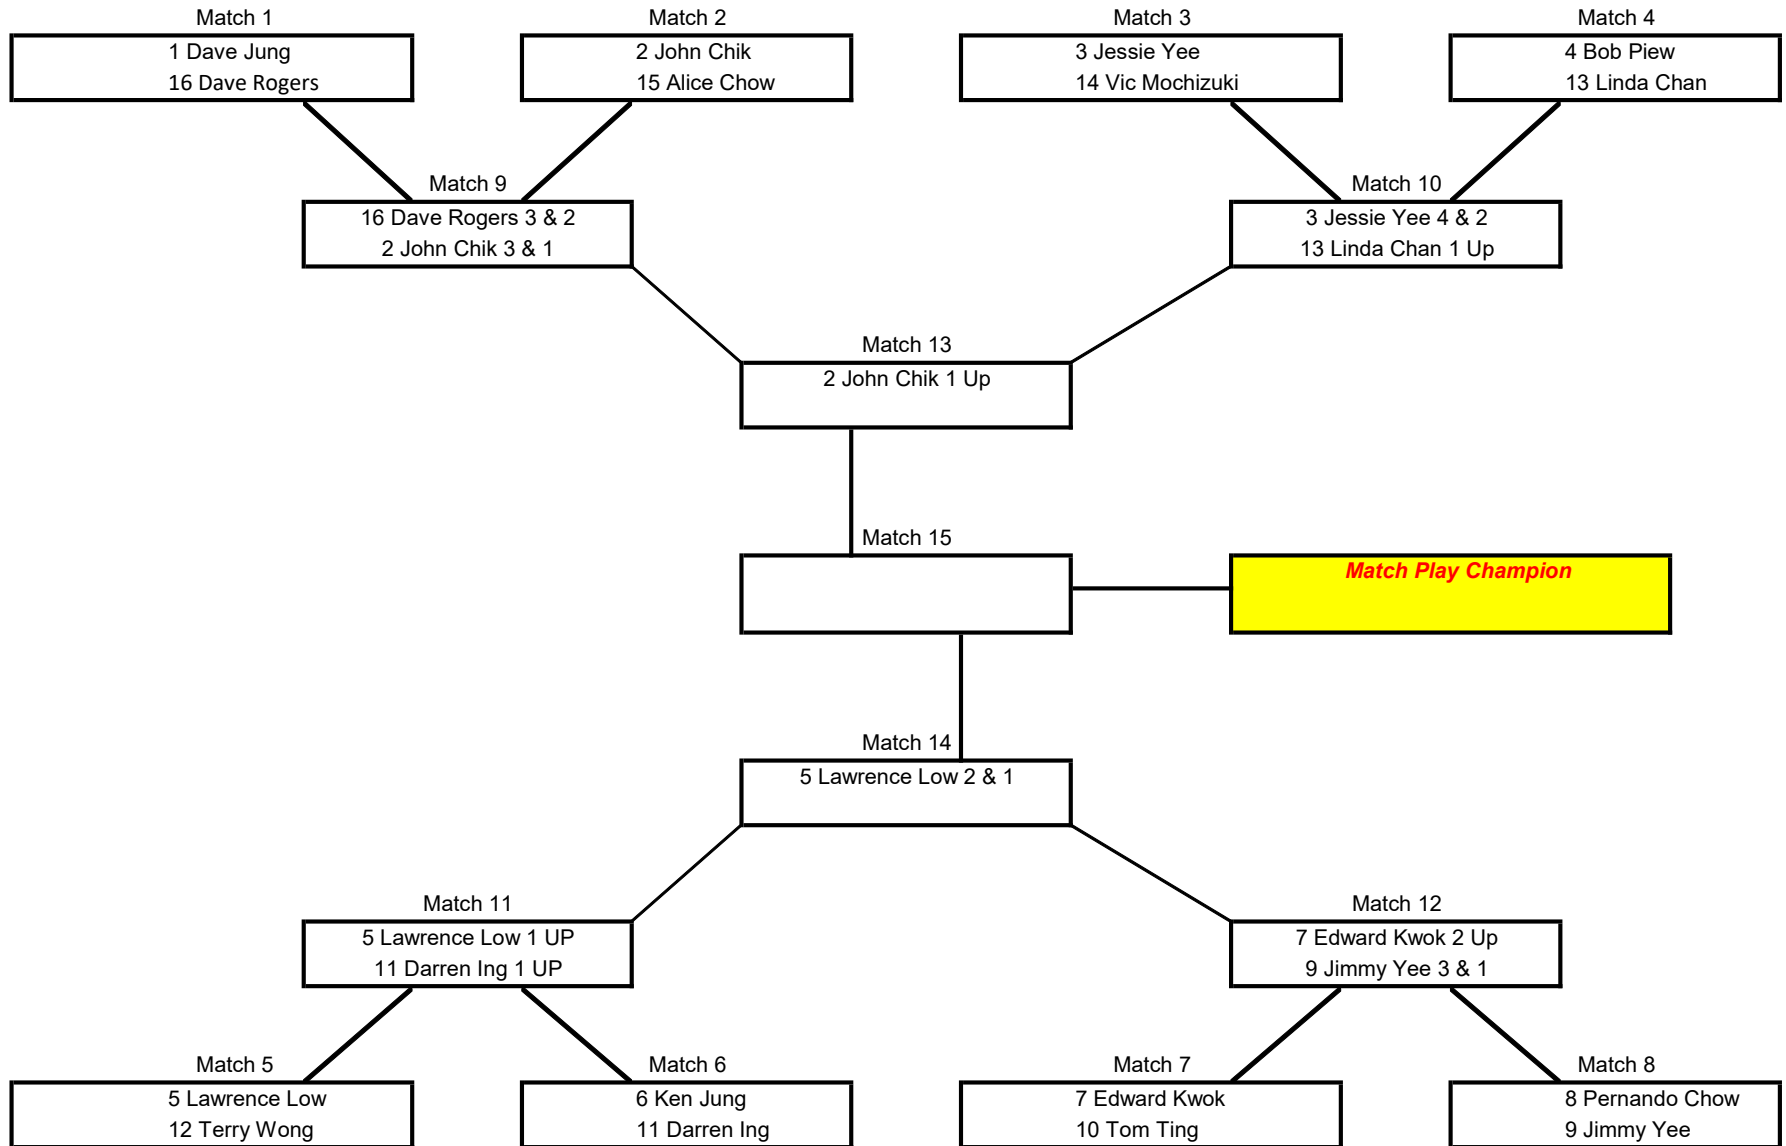 Match 1
Match 2
Match 3
Match 4
1 Dave Jung
16 Dave Rogers
2 John Chik
15 Alice Chow
3 Jessie Yee
14 Vic Mochizuki
4 Bob Piew
13 Linda Chan
Match 9
Match 10
16 Dave Rogers 3 & 2
2 John Chik 3 & 1
3 Jessie Yee 4 & 2
13 Linda Chan 1 Up
Match 13
2 John Chik 1 Up
Match 15
Match Play Champion
Match 14
5 Lawrence Low 2 & 1
Match 11
Match 12
5 Lawrence Low 1 UP
11 Darren Ing 1 UP
7 Edward Kwok 2 Up
9 Jimmy Yee 3 & 1
Match 5
Match 6
Match 7
Match 8
5 Lawrence Low
12 Terry Wong
6 Ken Jung
11 Darren Ing
7 Edward Kwok
10 Tom Ting
8 Pernando Chow
9 Jimmy Yee